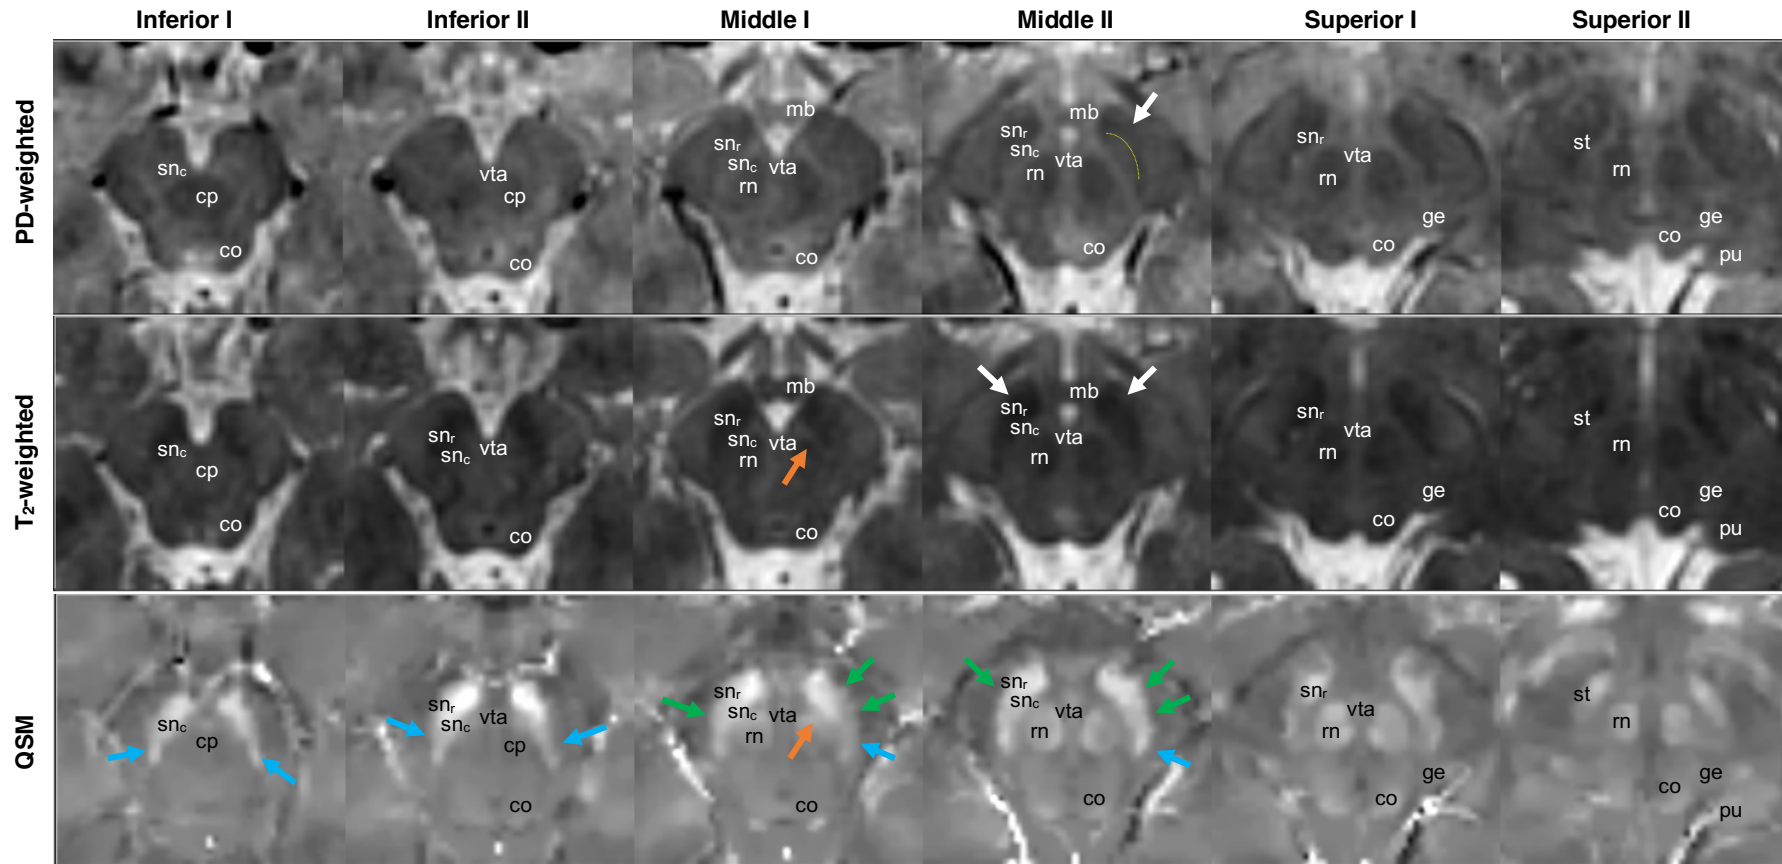 Inferior I Inferior II Middle I Middle II Superior I Superior II
PD-weighted
snc
cp
co
vta
cp
co
mb
snr
snc vta
rn
co
mb
snr
snc
vta
rn
co
snr
vta
rn
ge
co
st
rn
ge
co
pu
T2-weighted
snc
cp
co
snr
vta
snc
co
mb
snr
snc vta
rn
co
mb
snr
snc
vta
rn
snr
vta
rn
ge
co
st
rn
ge
co
pu
QSM
snc
cp
snr
vta
snc
cp
co
snr
snc vta
rn
co
snr
snc
vta
rn
co
snr
vta
rn
ge
co
st
rn
ge
co
pu